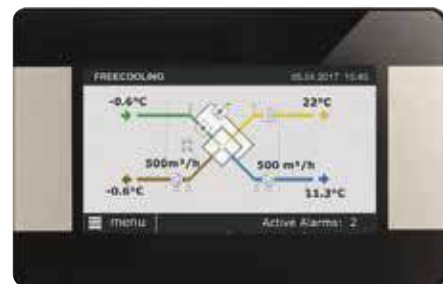 FREECOOLING 05.04.2017 15:45
-0.6°C 22°C
500m³/h 500 m³/h
-0.6°C 11.3°C
menu Active Alarms: 2